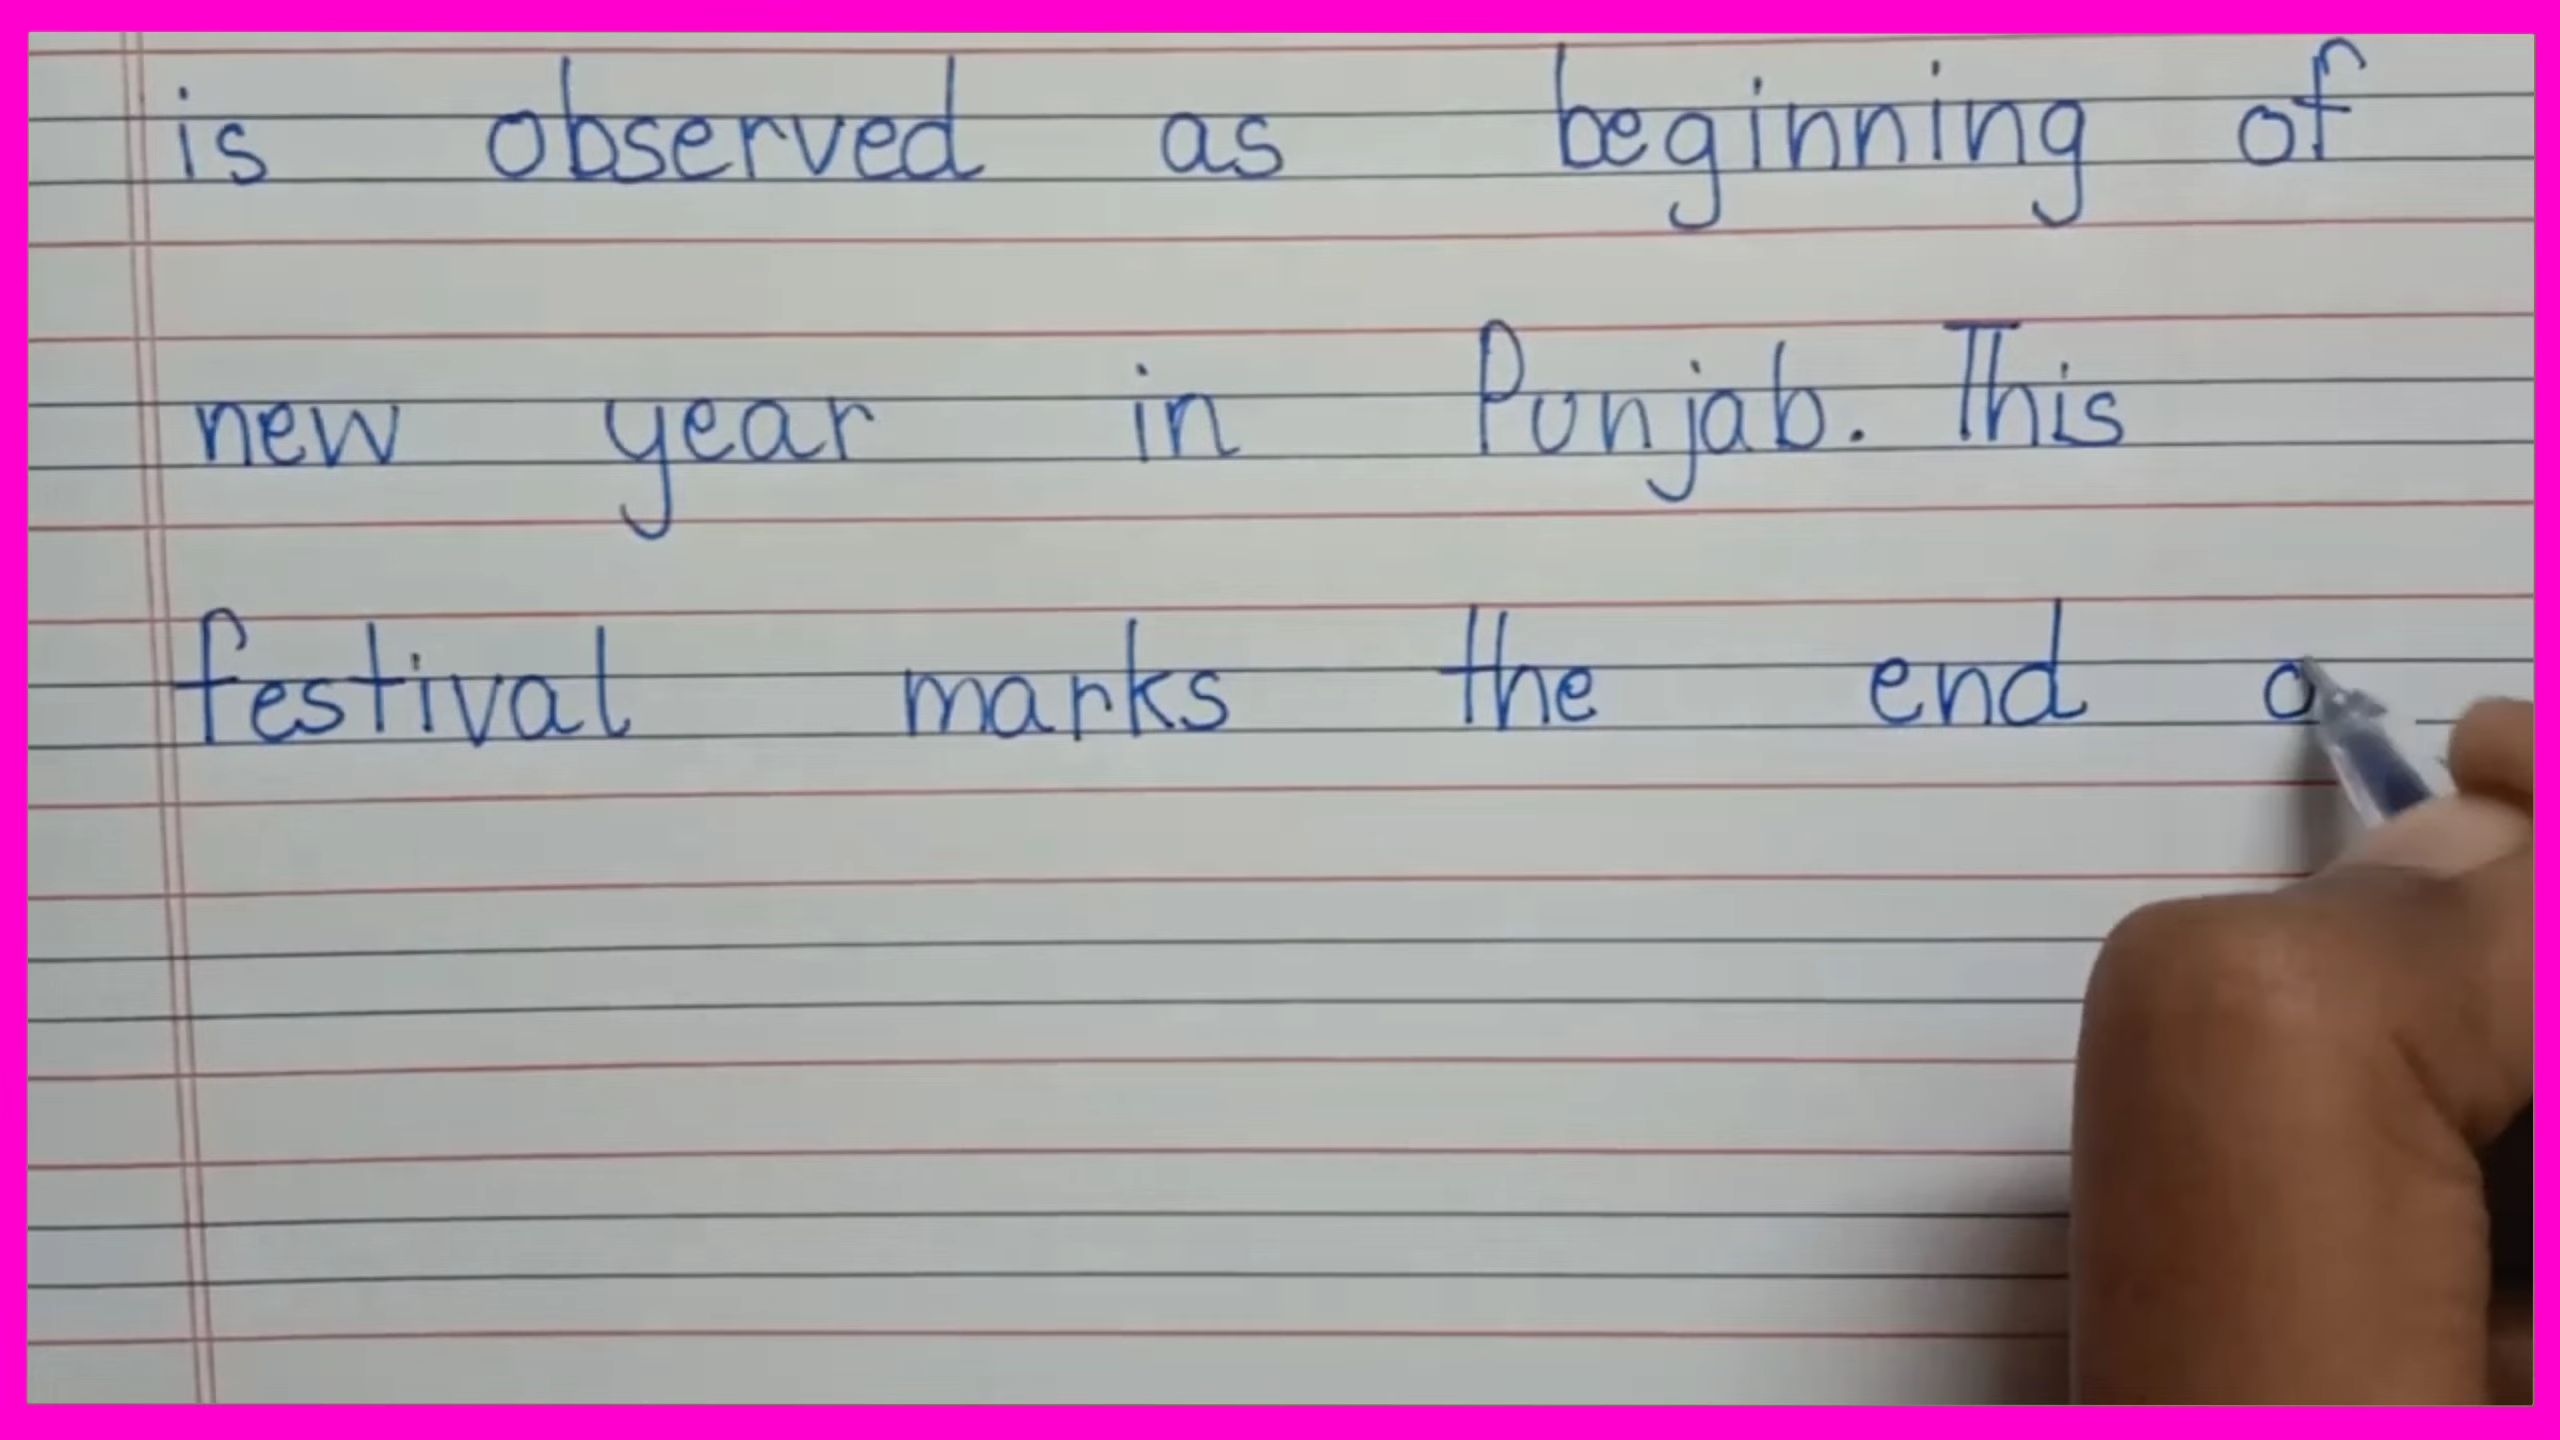 is observed as beginning of
new year in Punjab. This
festival marks the end o